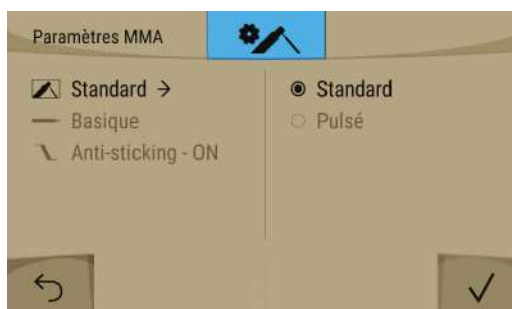 Paramètres MMA
Standard →
Basique
Anti-sticking - ON
Standard
Pulsé